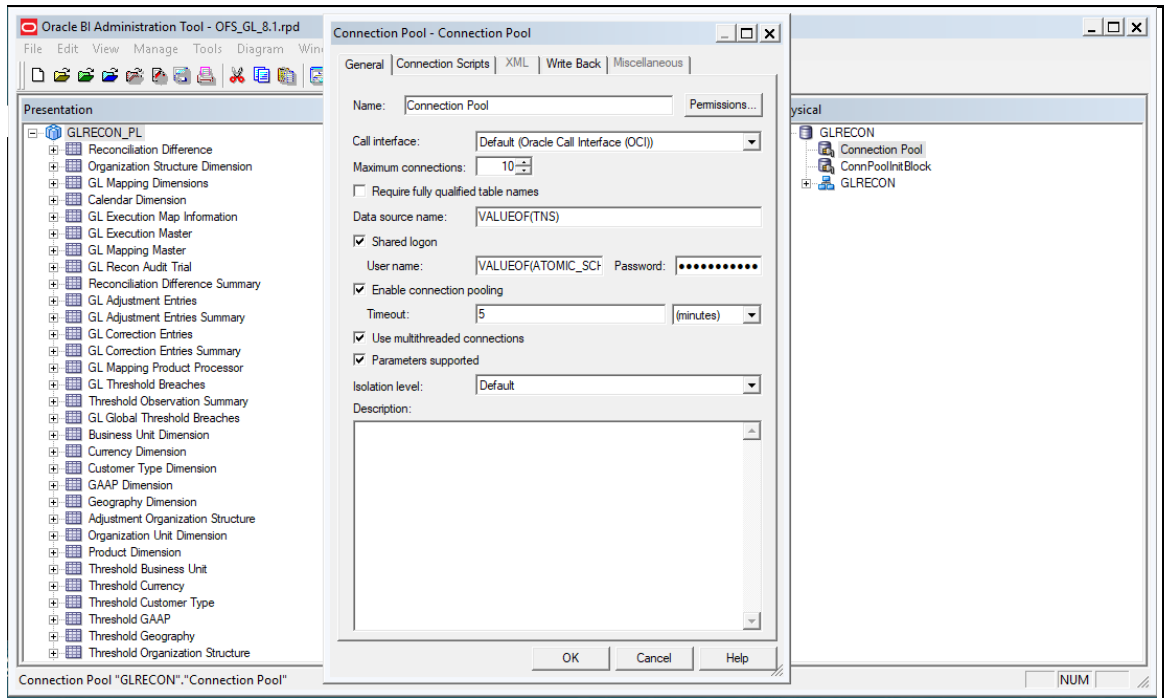 Oracle BI Administration Tool - OFS_GL_8.1.rpd
File Edit View Manage Tools Diagram
Presentation
GLRECON_PL
Reconciliation Difference
Organization Structure Dimension
GL Mapping Dimensions
Calendar Dimension
GL Execution Map Information
GL Execution Master
GL Mapping Master
GL Recon Audit Trial
Reconciliation Difference Summary
GL Adjustment Entries
GL Adjustment Entries Summary
GL Correction Entries
GL Correction Entries Summary
GL Mapping Product Processor
GL Threshold Breaches
Threshold Observation Summary
GL Global Threshold Breaches
Business Unit Dimension
Currency Dimension
Customer Type Dimension
GAAP Dimension
Geography Dimension
Adjustment Organization Structure
Organization Unit Dimension
Product Dimension
Threshold Business Unit
Threshold Currency
Threshold Customer Type
Threshold GAAP
Threshold Geography
Threshold Organization Structure
Connection Pool - Connection Pool
General Connection Scripts XML Write Back Miscellaneous
Name: Connection Pool Permissions...
Call interface: Default (Oracle Call Interface (OCI))
Maximum connections: 10
Require fully qualified table names
Data source name: VALUEOF(TNS)
Shared logon
User name: VALUEOF(ATOMIC_SCH Password:
Enable connection pooling
Timeout: 5 (minutes)
Use multithreaded connections
Parameters supported
Isolation level: Default
Description:
OK Cancel Help
ysical
GLRECON
Connection Pool
ConnPoolInitBlock
GLRECON
Connection Pool "GLRECON"."Connection Pool" NUM